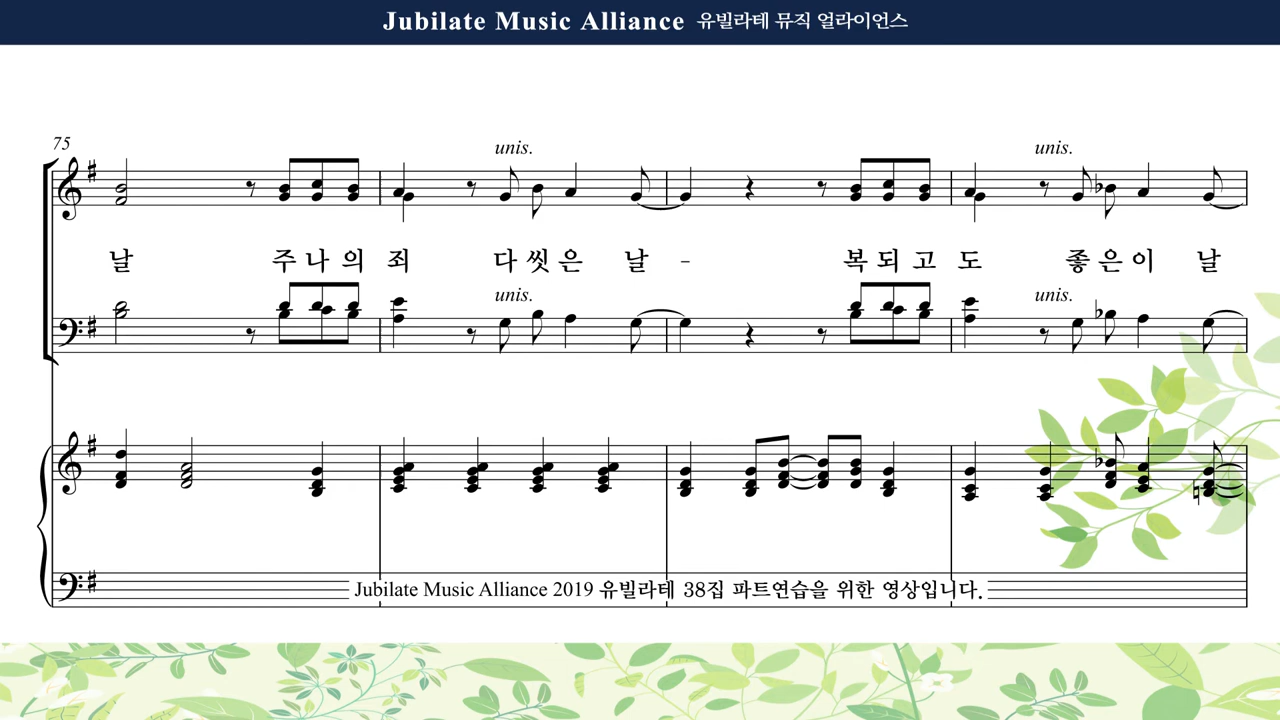 Jubilate Music Alliance 유빌라테 뮤직 얼라이언스
75
unis. unis.
날 주 나 의 죄 다 씻 은 날 - 복 되 고 도 좋 은 이 날
unis. unis.
Jubilate Music Alliance 2019 유빌라테 38집 파트연습을 위한 영상입니다.